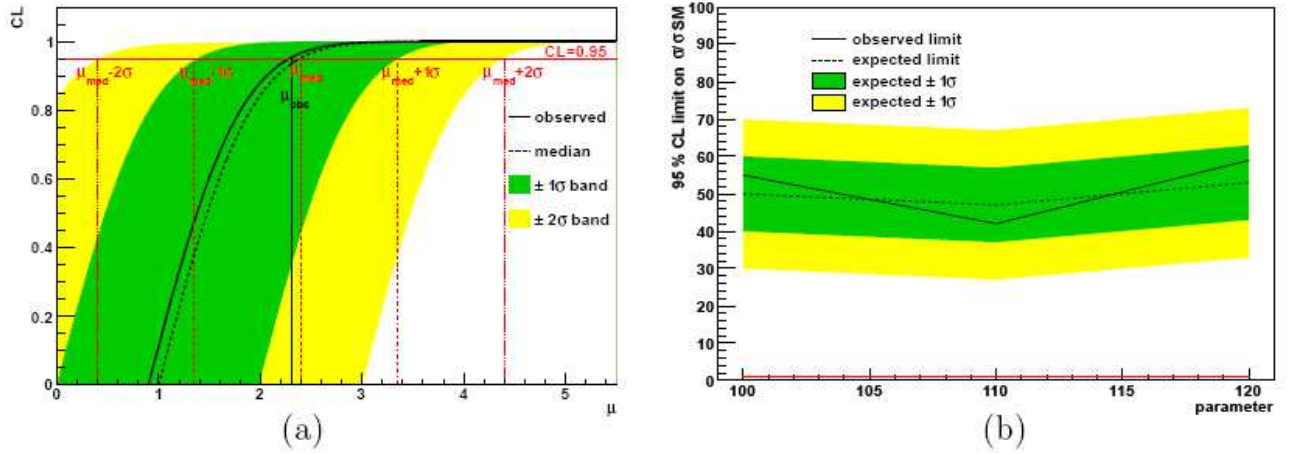 CL
1
0.8
0.6
0.4
0.2
0
0 1 2 3 4 5
μ
CL=0.95
μmed-2σ
μmed-1σ
μmed
μmed+1σ
μmed+2σ
μobs
observed
median
± 1σ band
± 2σ band
(a)
95 % CL limit on σ/σ SM
100
90
80
70
60
50
40
30
20
10
0
100 105 110 115 120
parameter
observed limit
expected limit
expected ± 1σ
expected ± 1σ
(b)